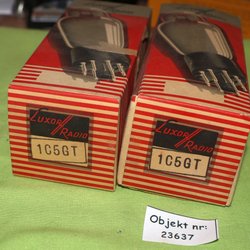 LUXOR
RADIO
1C5GT
LUXOR
RADIO
1C5GT
Objekt nr:
23637